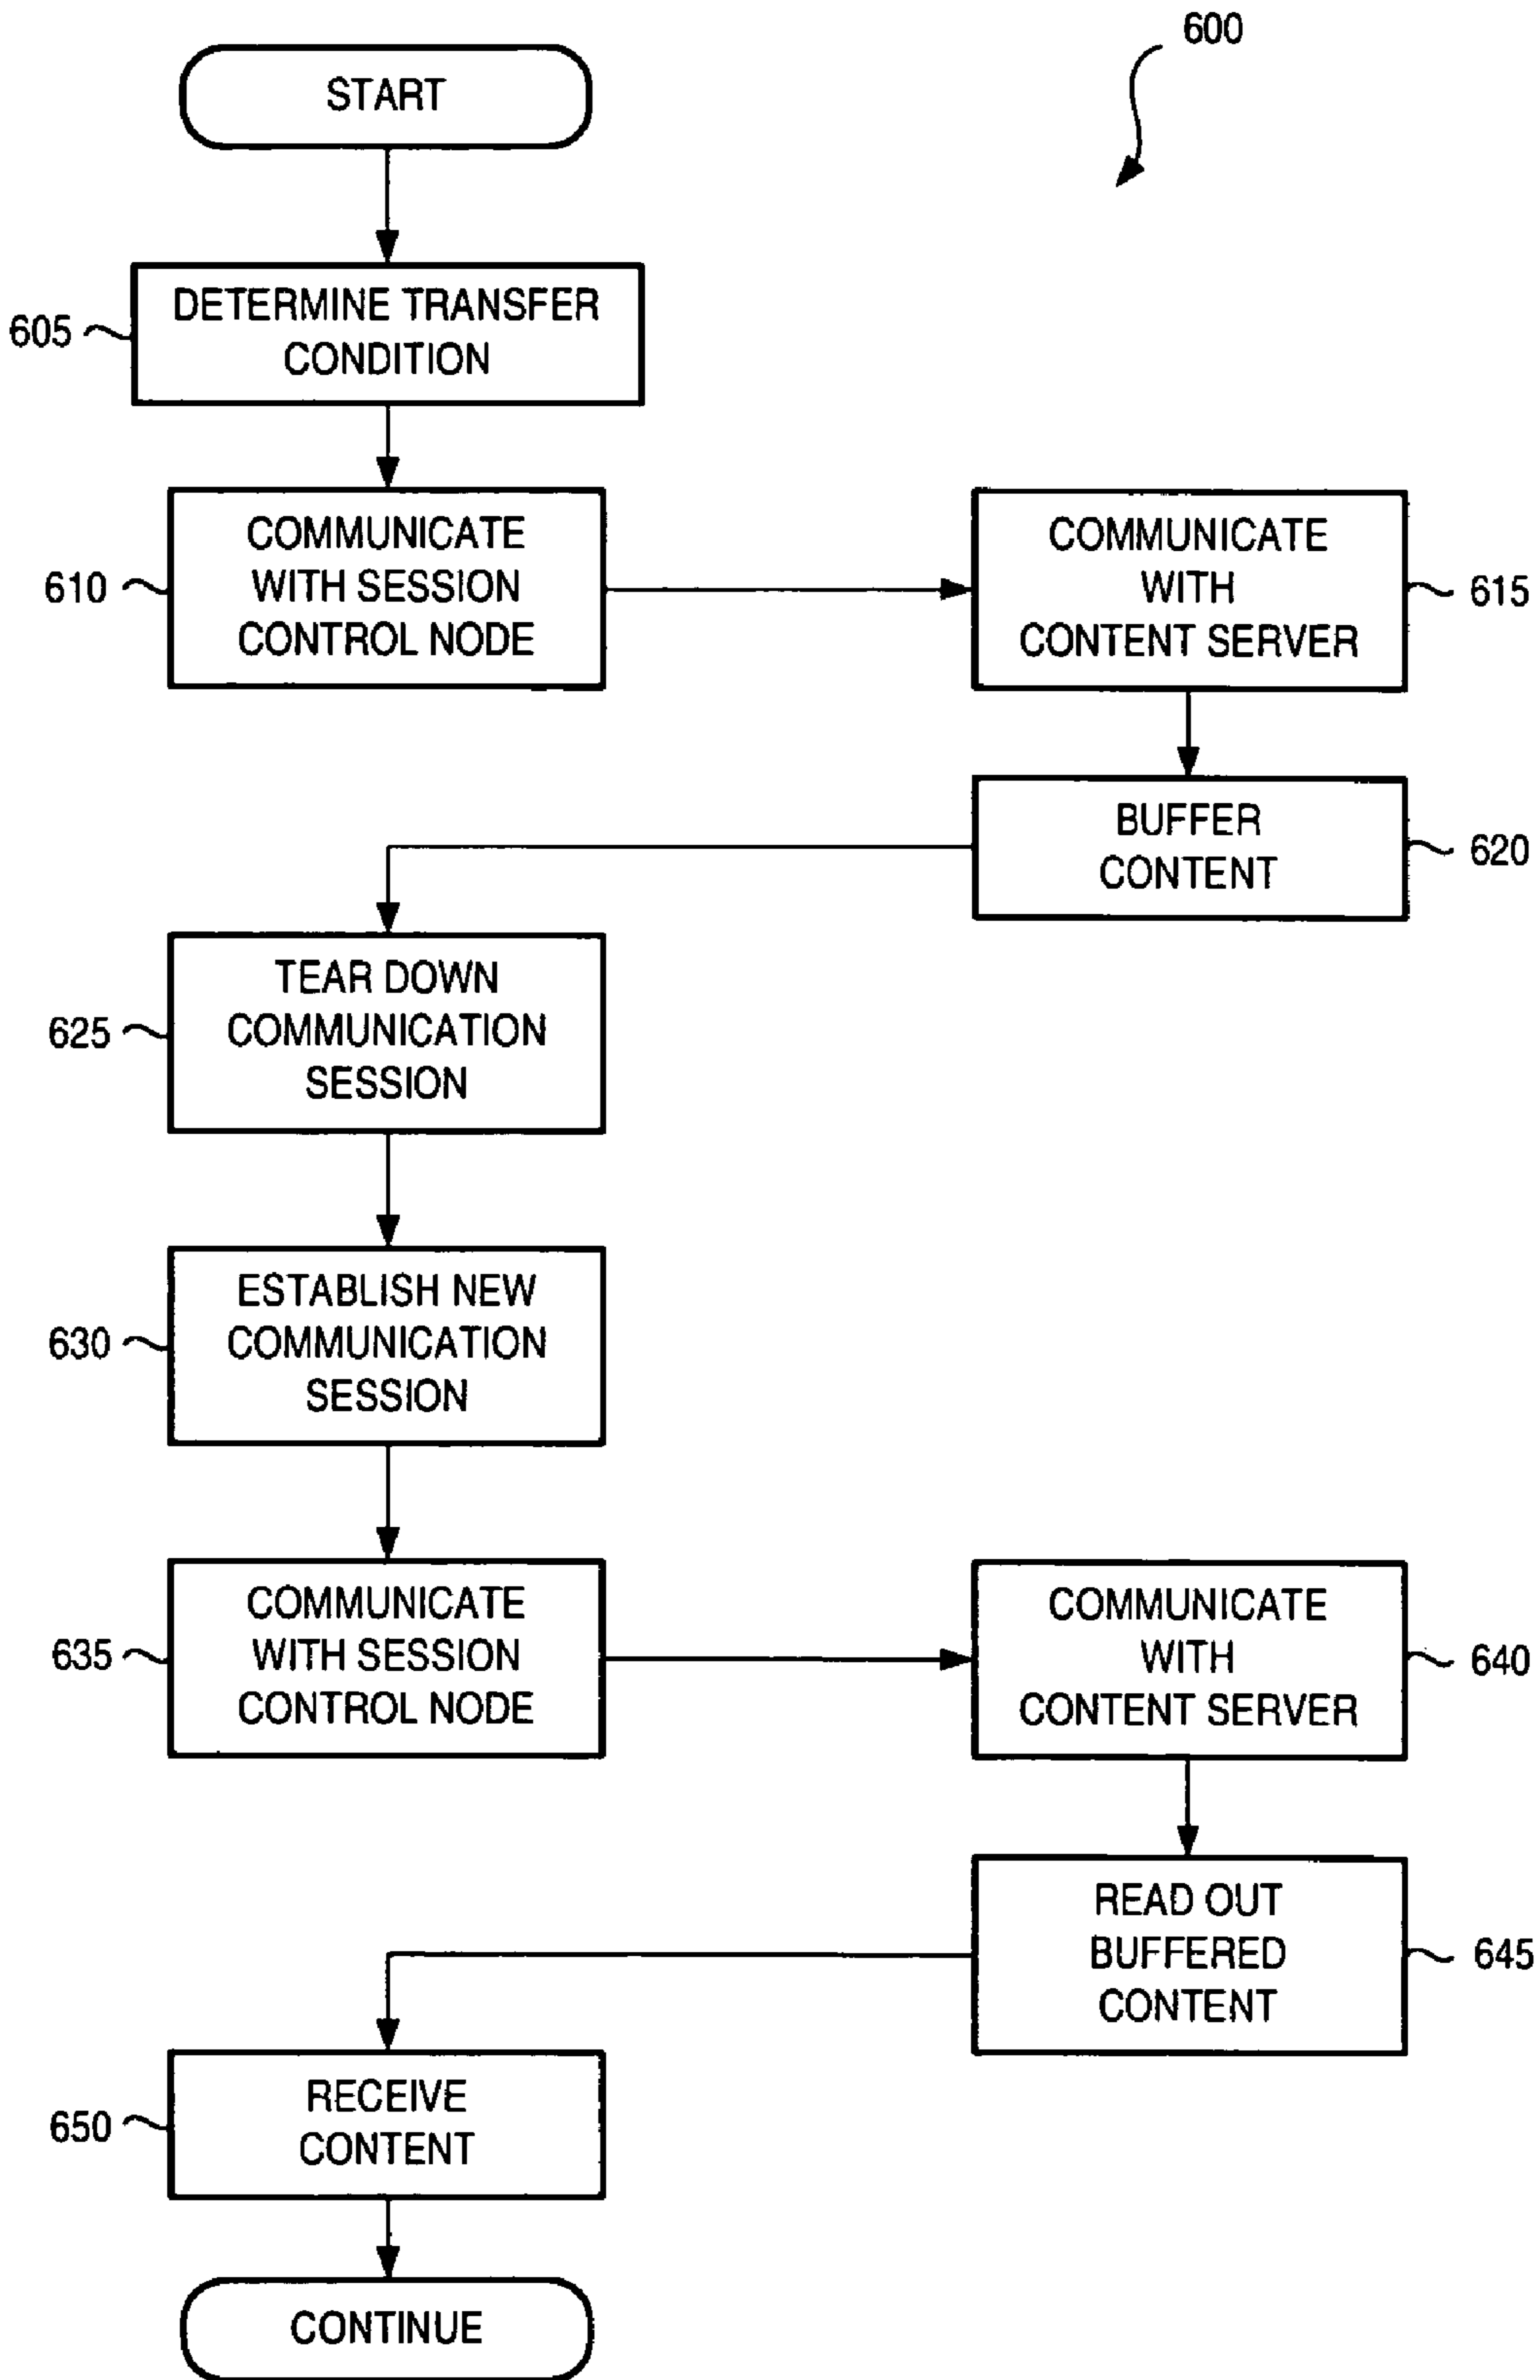 600
START
605
DETERMINE TRANSFER
CONDITION
610
COMMUNICATE
WITH SESSION
CONTROL NODE
COMMUNICATE
WITH
CONTENT SERVER
615
BUFFER
CONTENT
620
625
TEAR DOWN
COMMUNICATION
SESSION
630
ESTABLISH NEW
COMMUNICATION
SESSION
635
COMMUNICATE
WITH SESSION
CONTROL NODE
COMMUNICATE
WITH
CONTENT SERVER
640
READ OUT
BUFFERED
CONTENT
645
650
RECEIVE
CONTENT
CONTINUE